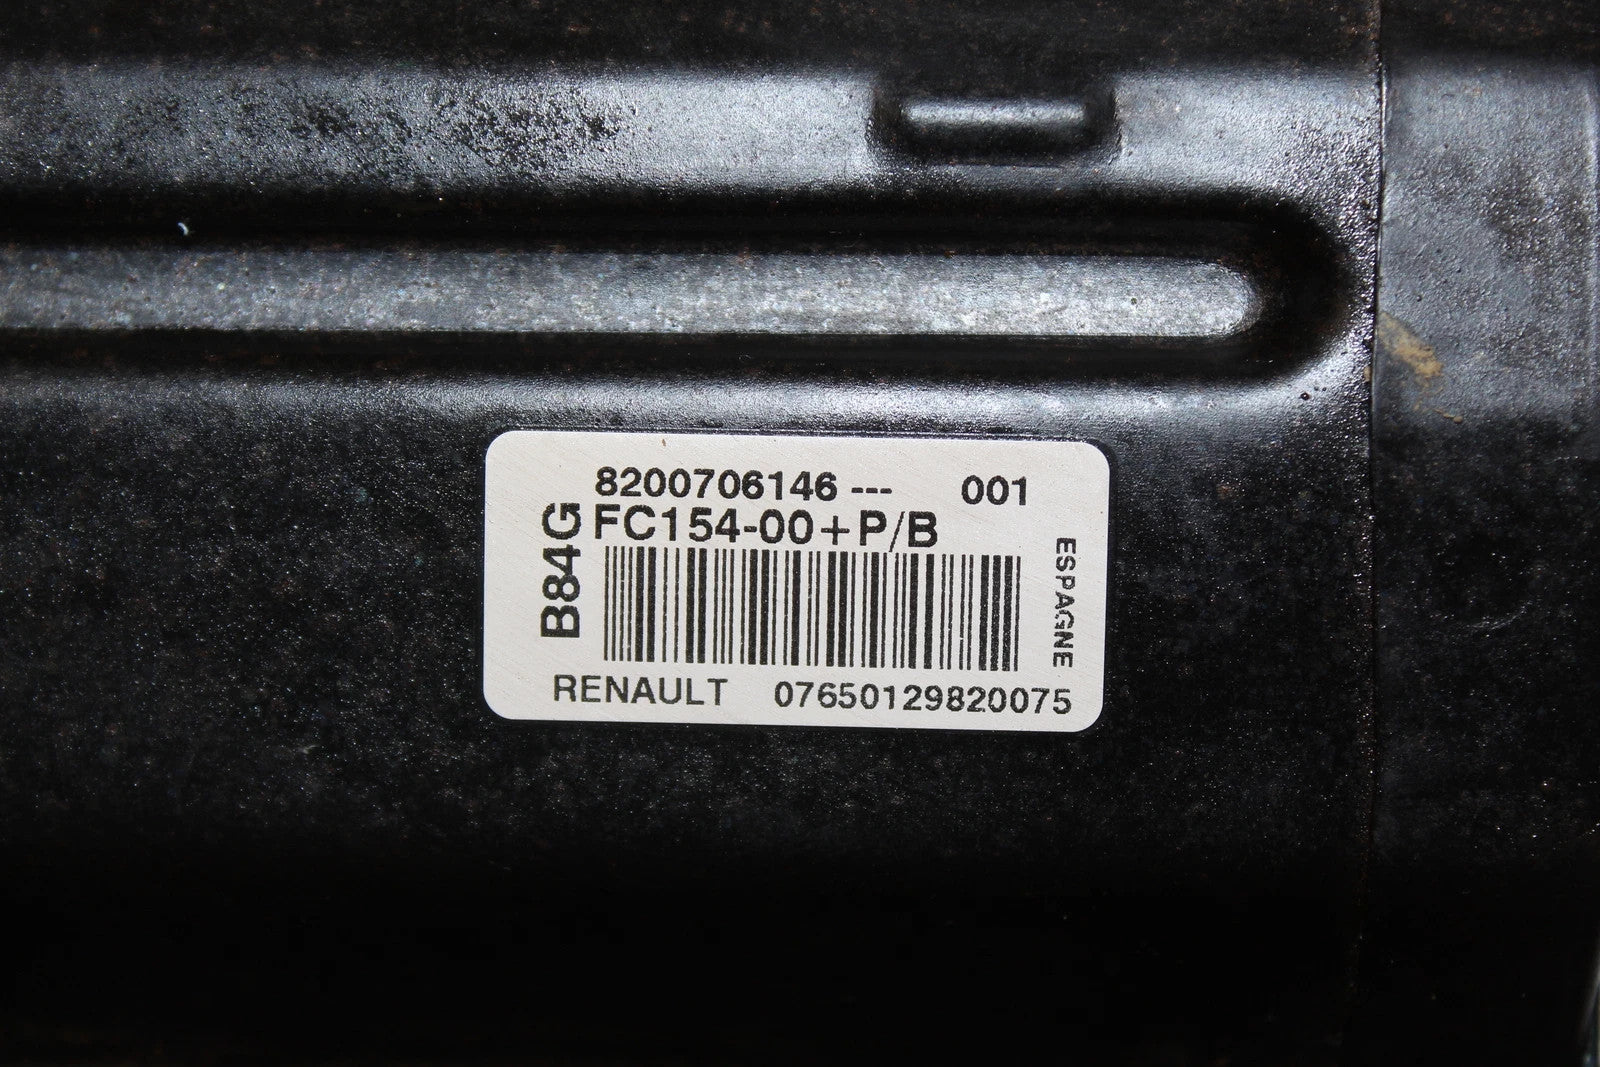 8200706146 --- 001
FC154-00+P/B
B84G
ESPAGNE
RENAULT 07650129820075